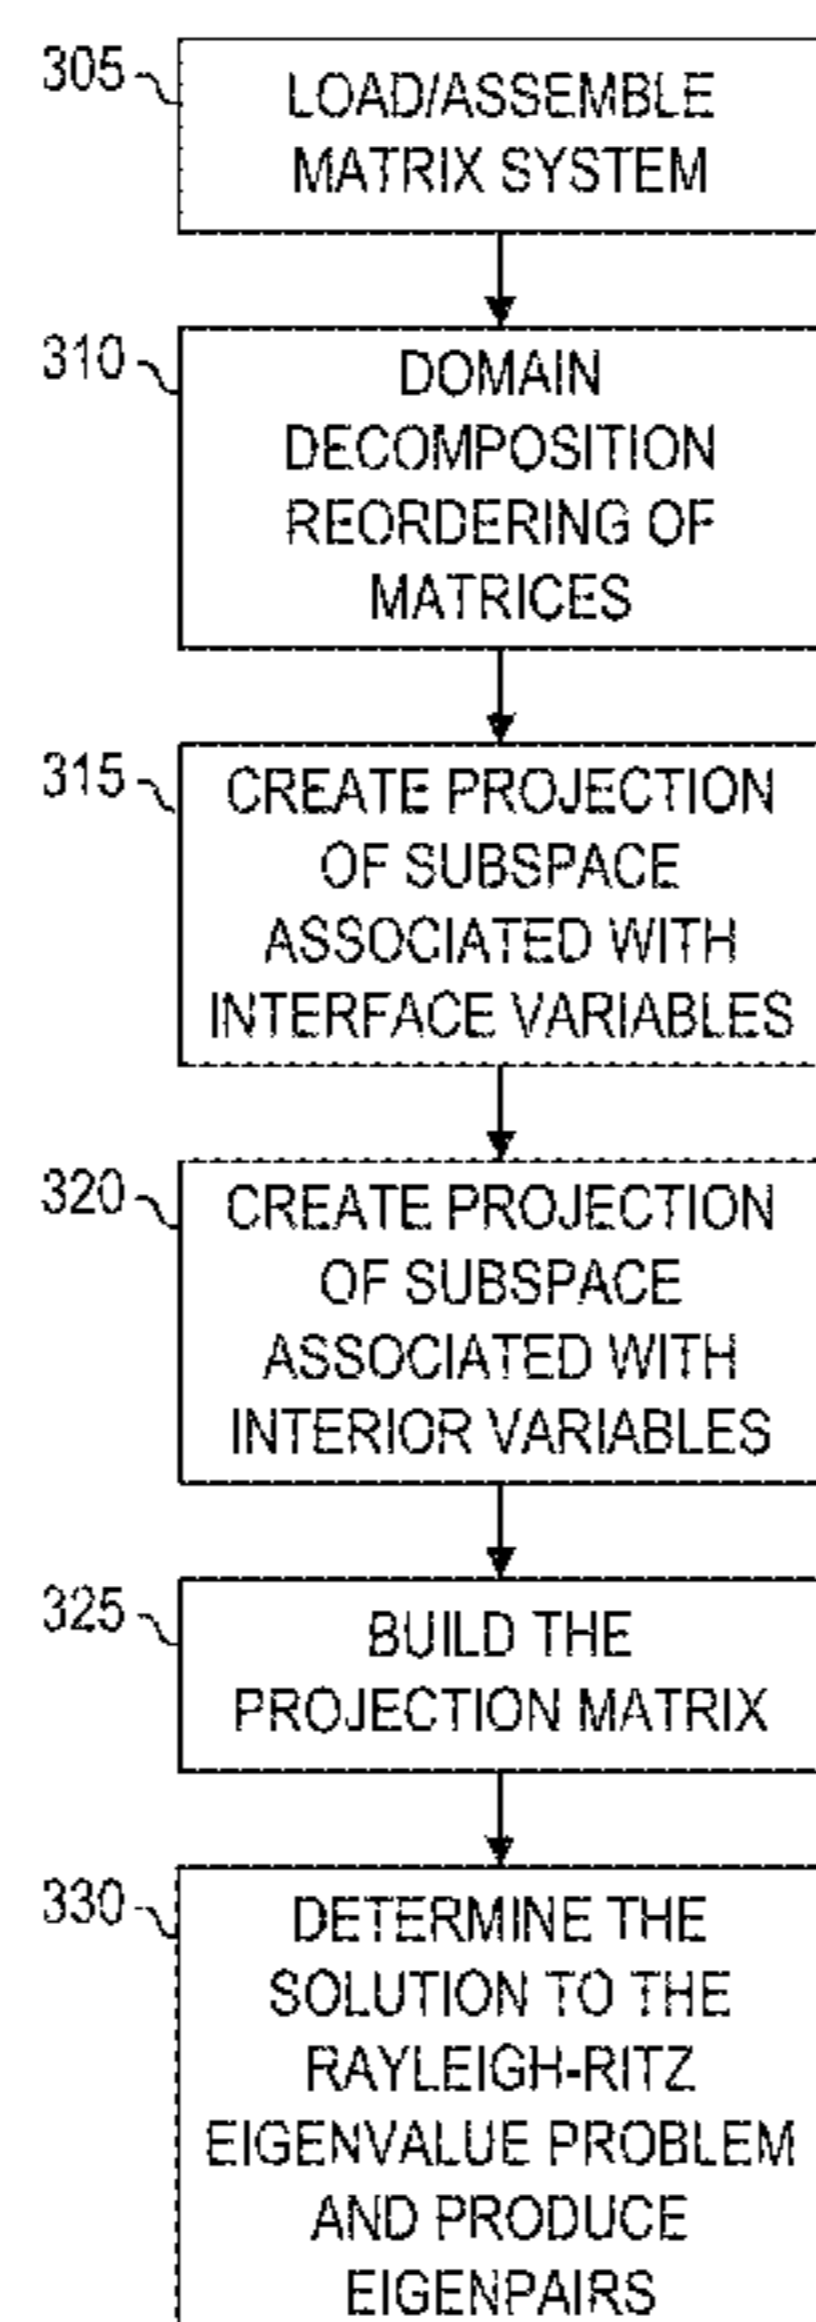 305
LOAD/ASSEMBLE
MATRIX SYSTEM
310
DOMAIN
DECOMPOSITION
REORDERING OF
MATRICES
315
CREATE PROJECTION
OF SUBSPACE
ASSOCIATED WITH
INTERFACE VARIABLES
320
CREATE PROJECTION
OF SUBSPACE
ASSOCIATED WITH
INTERIOR VARIABLES
325
BUILD THE
PROJECTION MATRIX
330
DETERMINE THE
SOLUTION TO THE
RAYLEIGH-RITZ
EIGENVALUE PROBLEM
AND PRODUCE
EIGENPAIRS